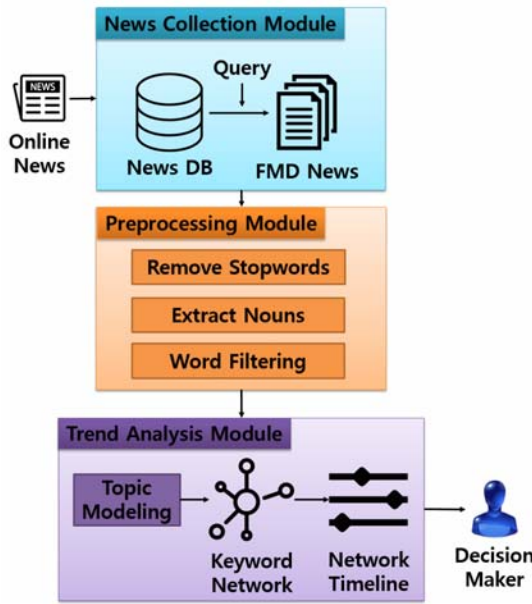 News Collection Module
NEWS
Online
News
Query
News DB
FMD News
Preprocessing Module
Remove Stopwords
Extract Nouns
Word Filtering
Trend Analysis Module
Topic
Modeling
Keyword
Network
Network
Timeline
Decision
Maker